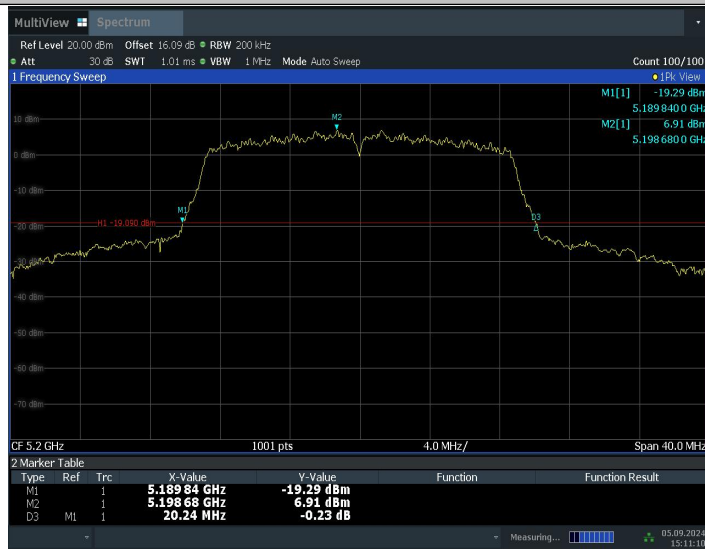 MultiView Spectrum
Ref Level 20.00 dBm Offset 16.09 dB RBW 200 kHz
Att 30 dB SWT 1.01 ms VBW 1 MHz Mode Auto Sweep Count 100/100
1 Frequency Sweep 1Pk View
M1[1] -19.29 dBm
5.189 840 0 GHz
M2[1] 6.91 dBm
5.198 680 0 GHz
M2
10 dBm
0 dBm
-10 dBm
M1
H1 -19.090 dBm
D3
-20 dBm
-30 dBm
-40 dBm
-50 dBm
-60 dBm
-70 dBm
CF 5.2 GHz 1001 pts 4.0 MHz/ Span 40.0 MHz
2 Marker Table
Type Ref Trc X-Value Y-Value Function Function Result
M1 1 5.189 84 GHz -19.29 dBm
M2 1 5.198 68 GHz 6.91 dBm
D3 M1 1 20.24 MHz -0.23 dB
Measuring... 05.09.2024
15:11:10